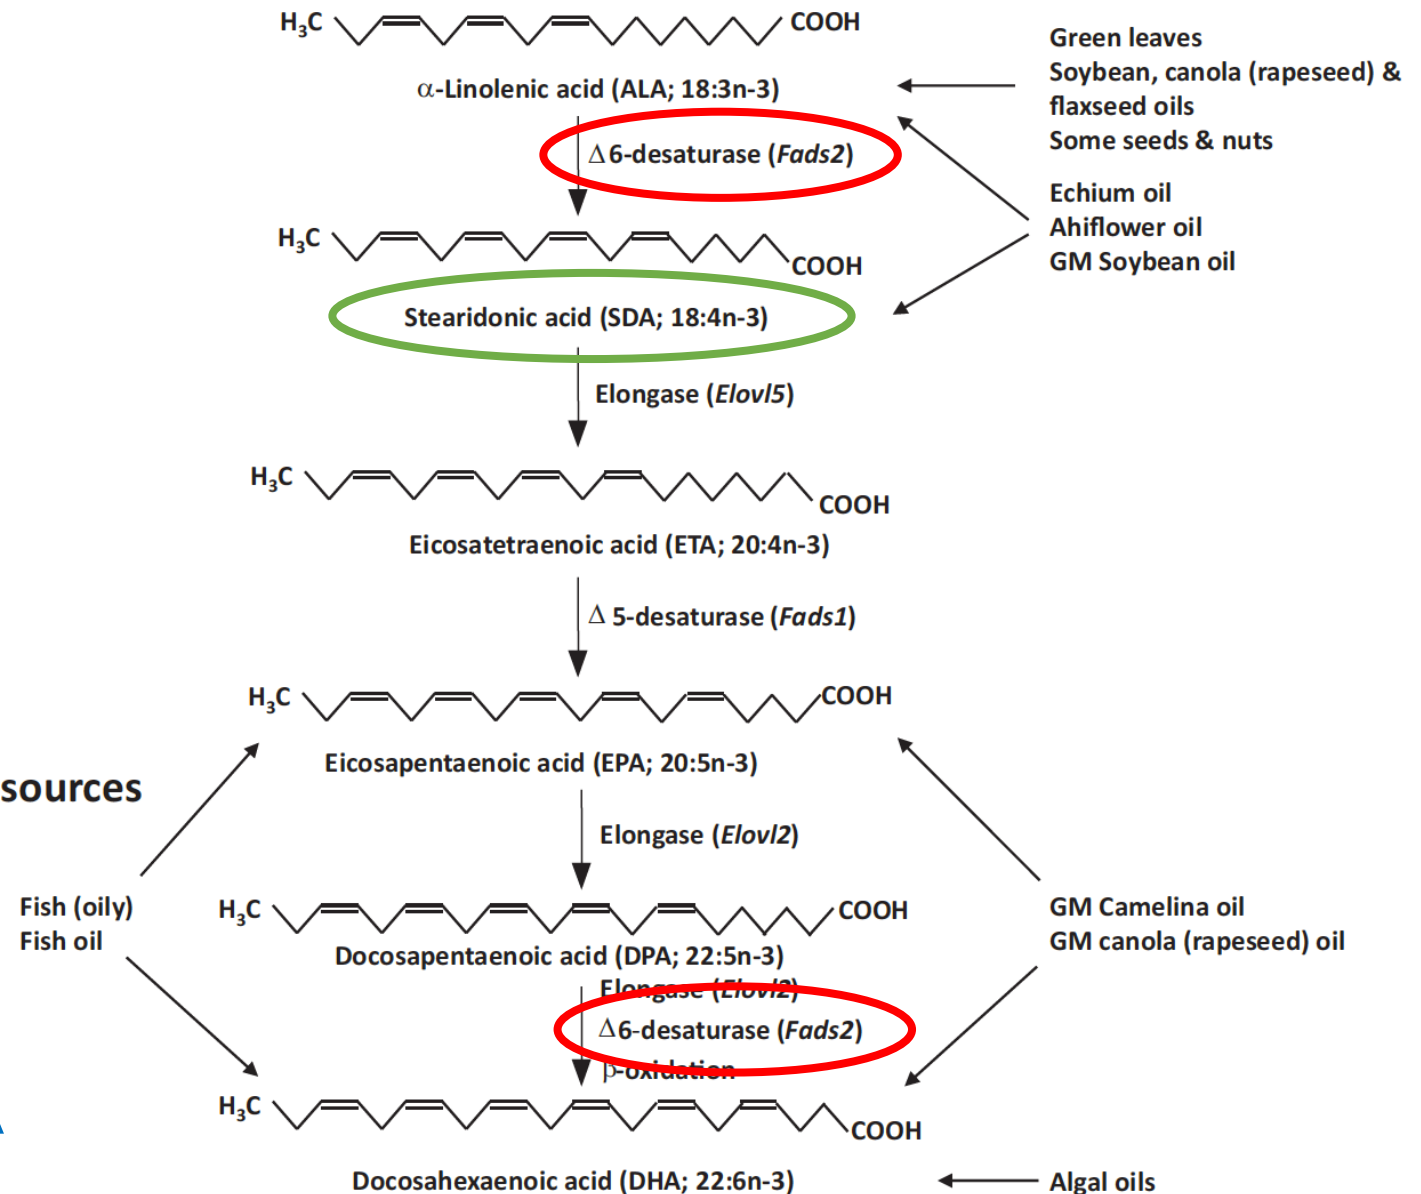 H3C COOH
α-Linolenic acid (ALA; 18:3n-3)
Green leaves
Soybean, canola (rapeseed) &
flaxseed oils
Some seeds & nuts
Δ6-desaturase (Fads2)
Echium oil
Ahiflower oil
GM Soybean oil
H3C COOH
Stearidonic acid (SDA; 18:4n-3)
Elongase (Elovl5)
H3C COOH
Eicosatetraenoic acid (ETA; 20:4n-3)
Δ 5-desaturase (Fads1)
H3C COOH
Eicosapentaenoic acid (EPA; 20:5n-3)
sources
Elongase (Elovl2)
Fish (oily)
Fish oil
GM Camelina oil
GM canola (rapeseed) oil
H3C COOH
Docosapentaenoic acid (DPA; 22:5n-3)
Elongase (Elovl2)
Δ6-desaturase (Fads2)
β-oxidation
H3C COOH
Docosahexaenoic acid (DHA; 22:6n-3)
Algal oils